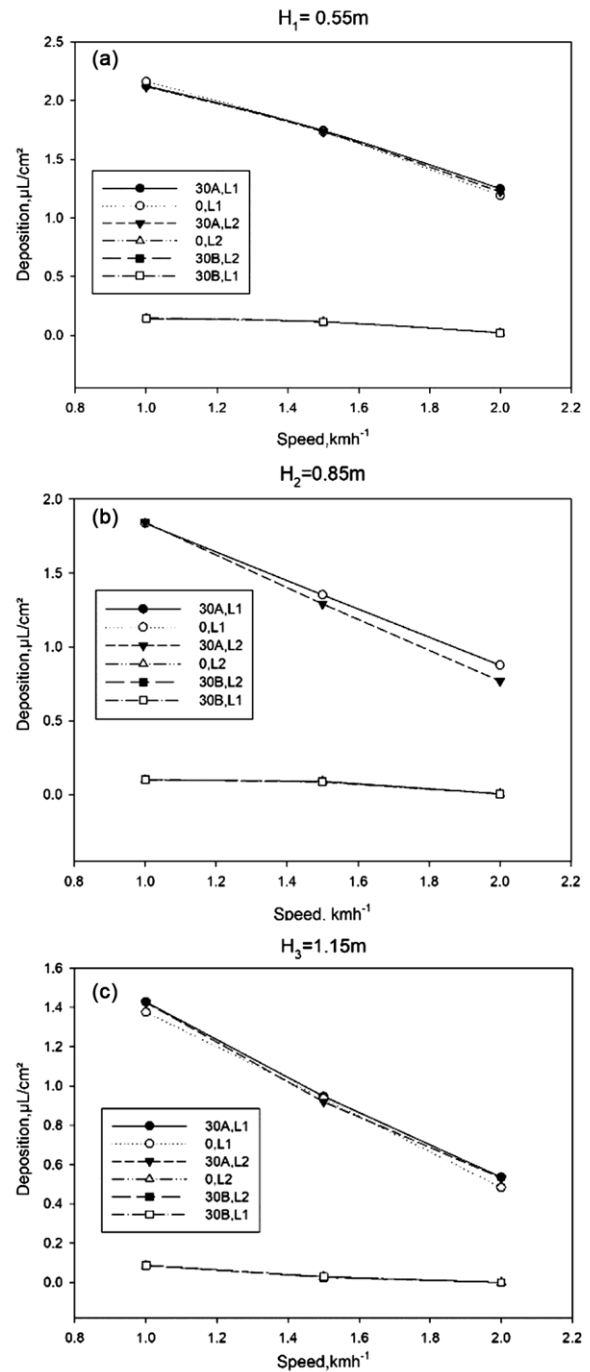 H₁= 0.55m
(a)
Deposition,µL/cm²
2.5
2.0
1.5
1.0
0.5
0.0
30A,L1
0,L1
30A,L2
0,L2
30B,L2
30B,L1
0.8 1.0 1.2 1.4 1.6 1.8 2.0 2.2
Speed,kmh⁻¹
H₂=0.85m
(b)
Deposition,µL/cm²
2.0
1.5
1.0
0.5
0.0
30A,L1
0,L1
30A,L2
0,L2
30B,L2
30B,L1
0.8 1.0 1.2 1.4 1.6 1.8 2.0 2.2
Speed. kmh⁻¹
H₃=1.15m
(c)
Deposition,µL/cm²
1.6
1.4
1.2
1.0
0.8
0.6
0.4
0.2
0.0
30A,L1
0,L1
30A,L2
0,L2
30B,L2
30B,L1
0.8 1.0 1.2 1.4 1.6 1.8 2.0 2.2
Speed,kmh⁻¹